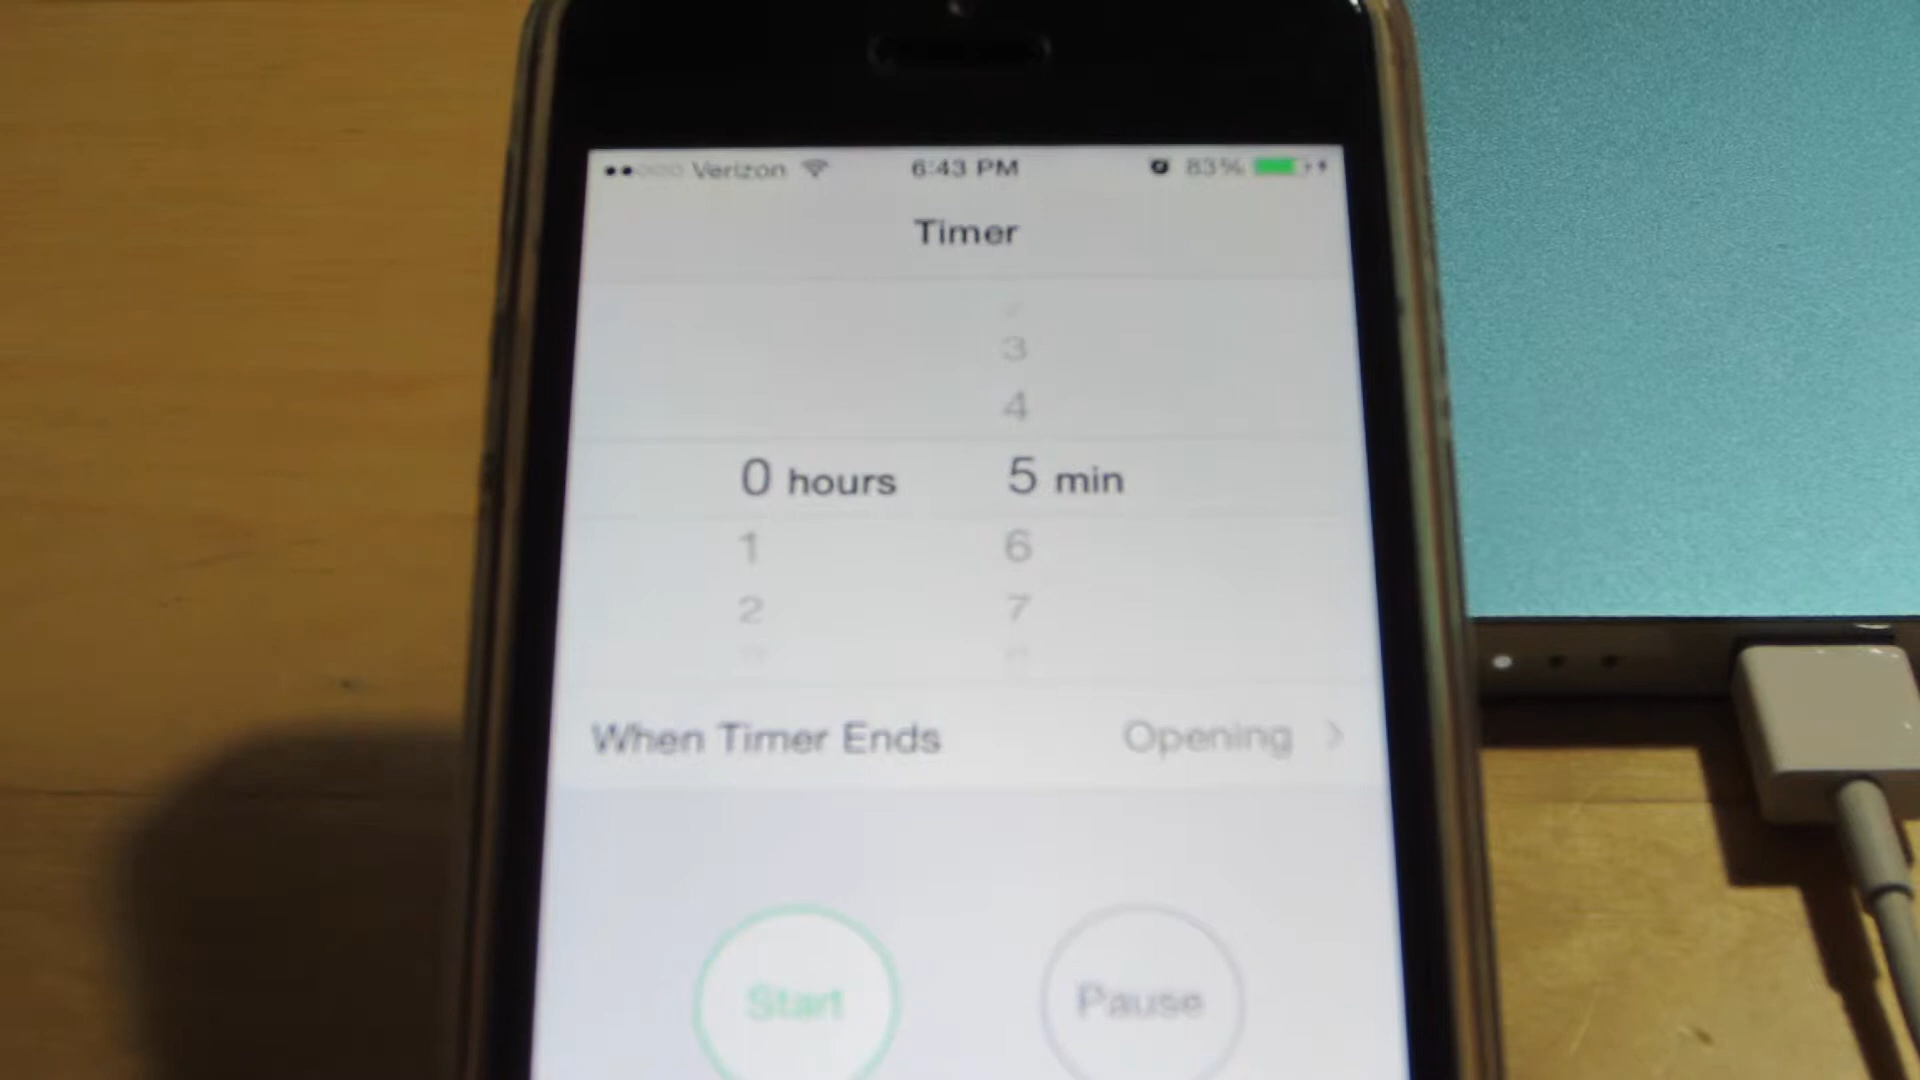 Verizon 6:43 PM 83%
Timer
3
4
0 hours 5 min
1 6
2 7
When Timer Ends Opening >
Start Pause